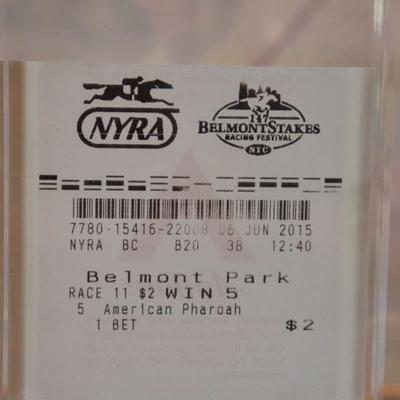 NYRA
147
BELMONT STAKES
RACING FESTIVAL
NYC
7780-15416-22008 06 JUN 2015
NYRA BC B20 38 12:40
Belmont Park
RACE 11 $2 WIN 5
5 American Pharoah
1 BET $2